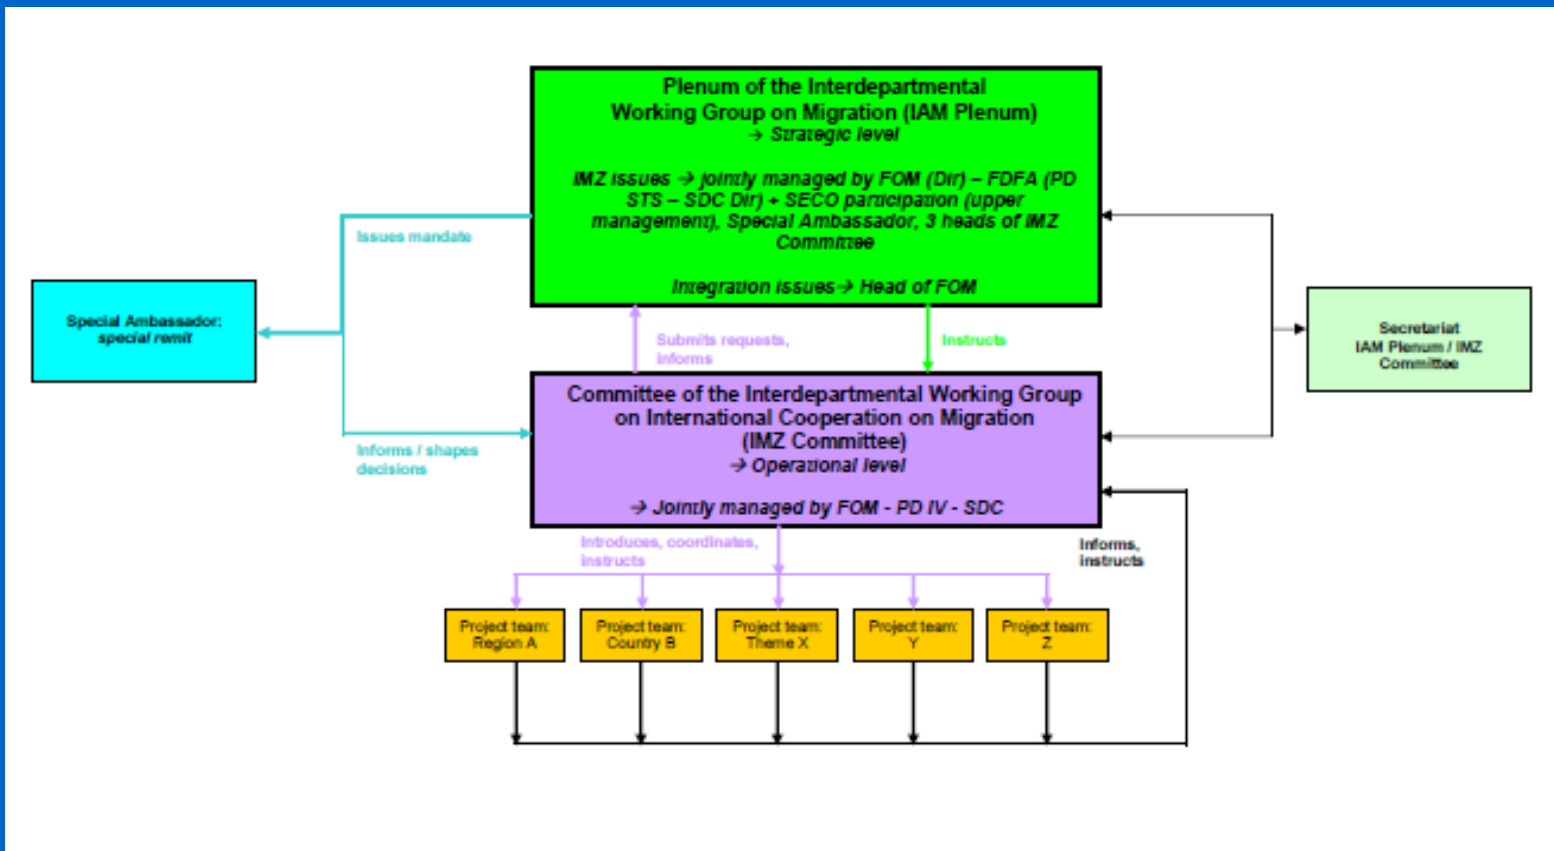 Plenum of the Interdepartmental
Working Group on Migration (IAM Plenum)
→ Strategic level
IMZ issues → jointly managed by FOM (Dir) – FDFA (PD
STS – SDC Dir) + SECO participation (upper
management), Special Ambassador, 3 heads of IMZ
Committee
Integration issues→ Head of FOM
Issues mandate
Special Ambassador:
special remit
Secretariat
IAM Plenum / IMZ
Committee
Submits requests,
informs
Instructs
Committee of the Interdepartmental Working Group
on International Cooperation on Migration
(IMZ Committee)
→ Operational level
→ Jointly managed by FOM - PD IV - SDC
Informs / shapes
decisions
Introduces, coordinates,
instructs
Informs,
instructs
Project team:
Region A
Project team:
Country B
Project team:
Theme X
Project team:
Y
Project team:
Z